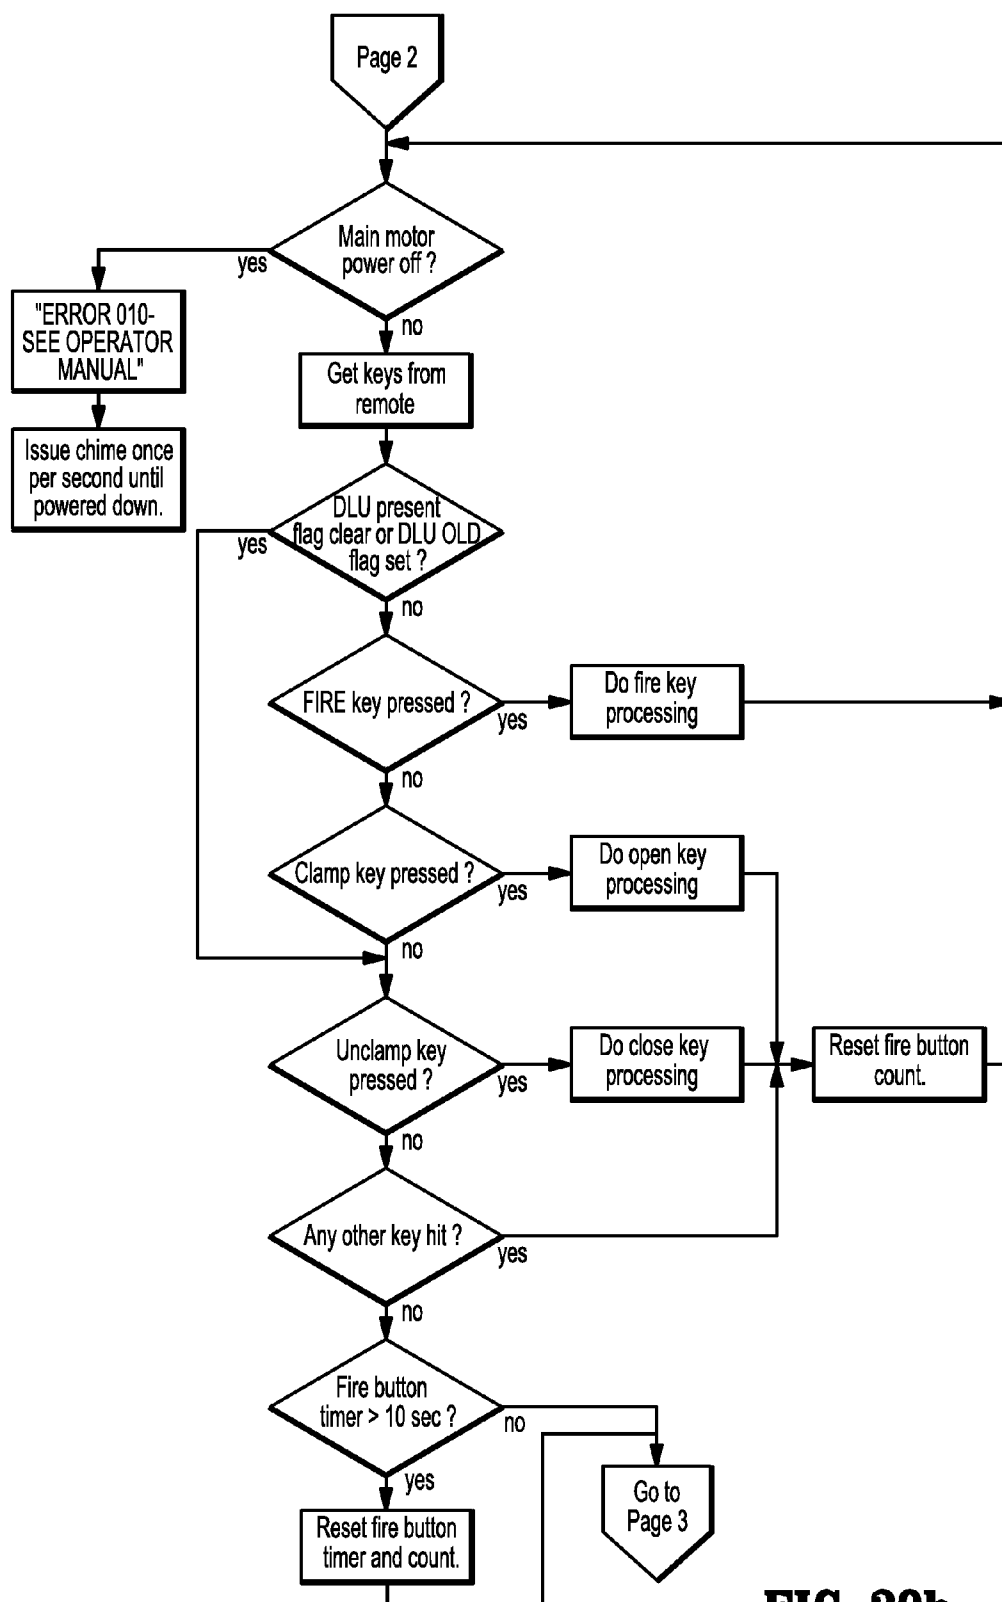 Page 2
Main motor
power off ?
yes
no
"ERROR 010-
SEE OPERATOR
MANUAL"
Issue chime once
per second until
powered down.
Get keys from
remote
DLU present
flag clear or DLU OLD
flag set ?
yes
no
FIRE key pressed ?
yes
no
Do fire key
processing
Clamp key pressed ?
yes
no
Do open key
processing
Unclamp key
pressed ?
yes
no
Do close key
processing
Reset fire button
count.
Any other key hit ?
yes
no
Fire button
timer > 10 sec ?
no
yes
Go to
Page 3
Reset fire button
timer and count.